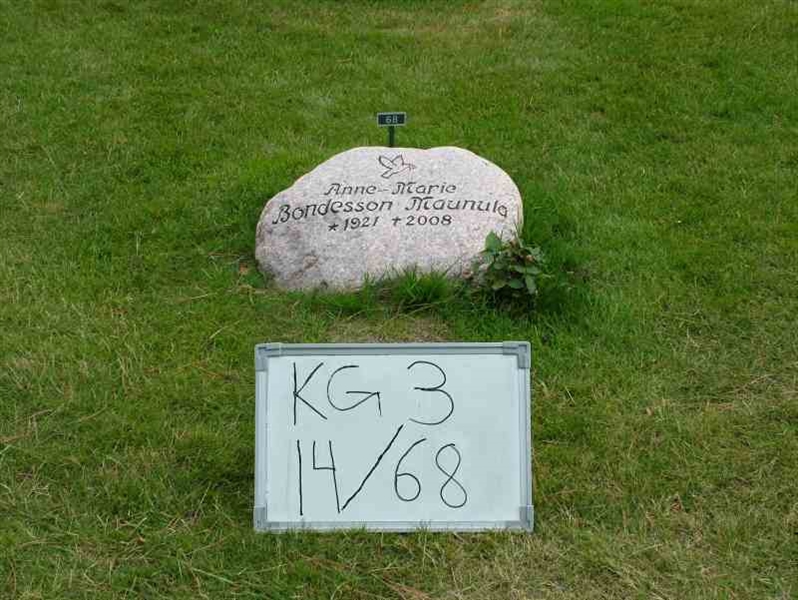 68
Anne-Marie
Bondesson Maunula
* 1921 † 2008
KG 3
14/68